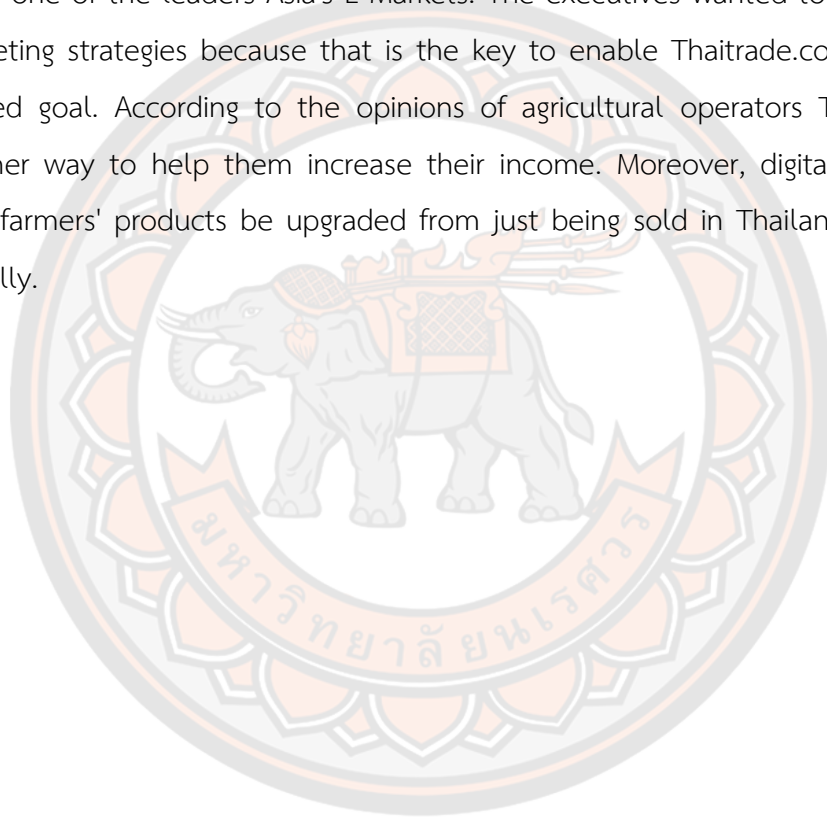 one of the leaders Asia's E-Markets. The executives wanted to
eting strategies because that is the key to enable Thaitrade.co
ed goal. According to the opinions of agricultural operators T
her way to help them increase their income. Moreover, digita
farmers' products be upgraded from just being sold in Thailan
lly.
มหาวิทยาลัยนเรศวร